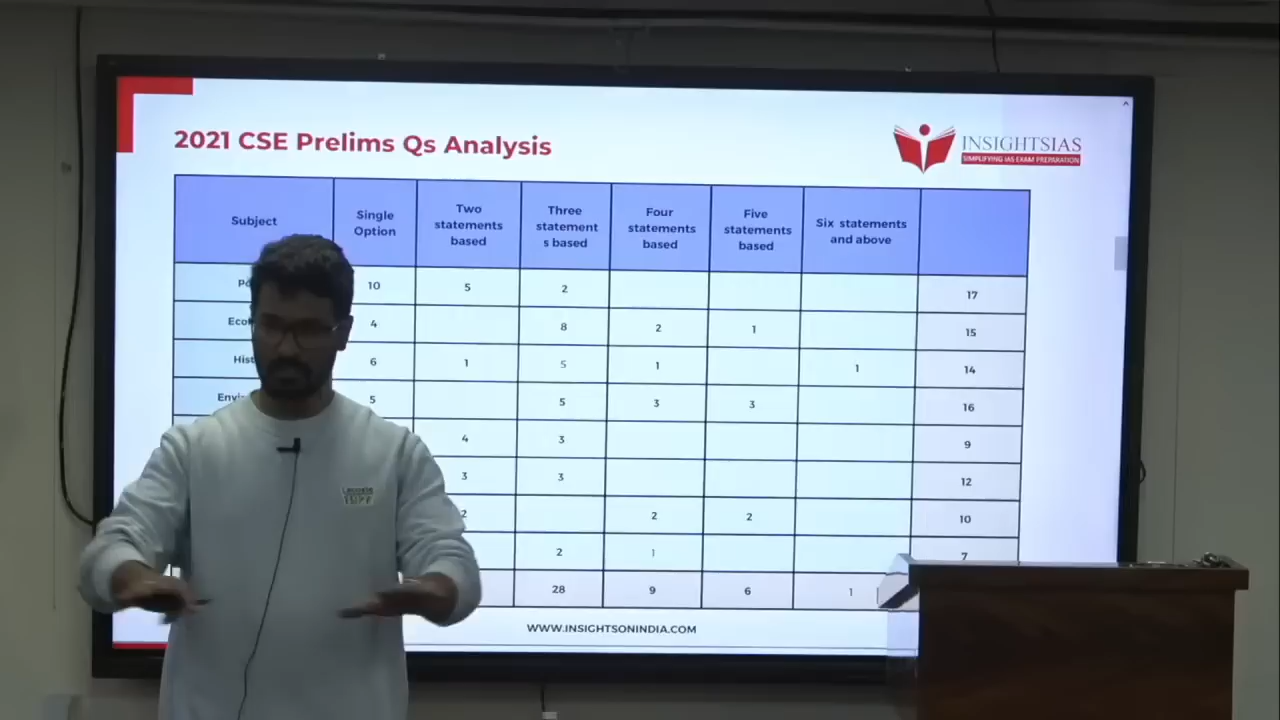 2021 CSE Prelims Qs Analysis
INSIGHTSIAS
SIMPLIFYING IAS EXAM PREPARATION
Subject
Single
Option
Two
statements
based
Three
statement
s based
Four
statements
based
Five
statements
based
Six statements
and above
10 5 2 17
4 8 2 1 15
6 1 5 1 1 14
5 5 3 3 16
4 3 9
3 3 12
2 2 2 10
2 1 7
28 9 6 1
WWW.INSIGHTSONINDIA.COM